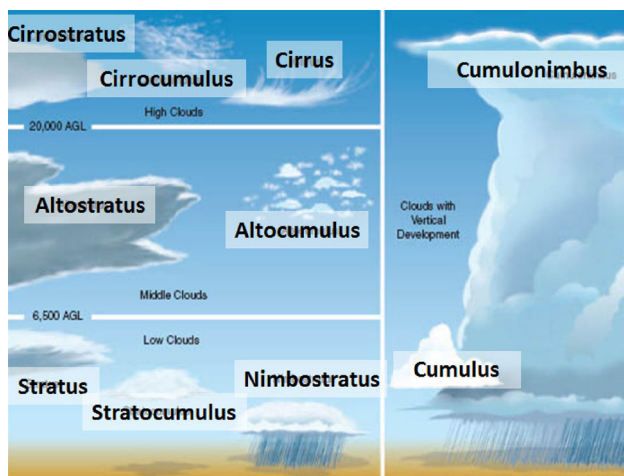 Cirrostratus
Cirrocumulus
Cirrus
High Clouds
20,000 AGL
Altostratus
Altocumulus
Middle Clouds
6,500 AGL
Low Clouds
Stratus
Stratocumulus
Nimbostratus
Cumulonimbus
Clouds with
Vertical
Development
Cumulus